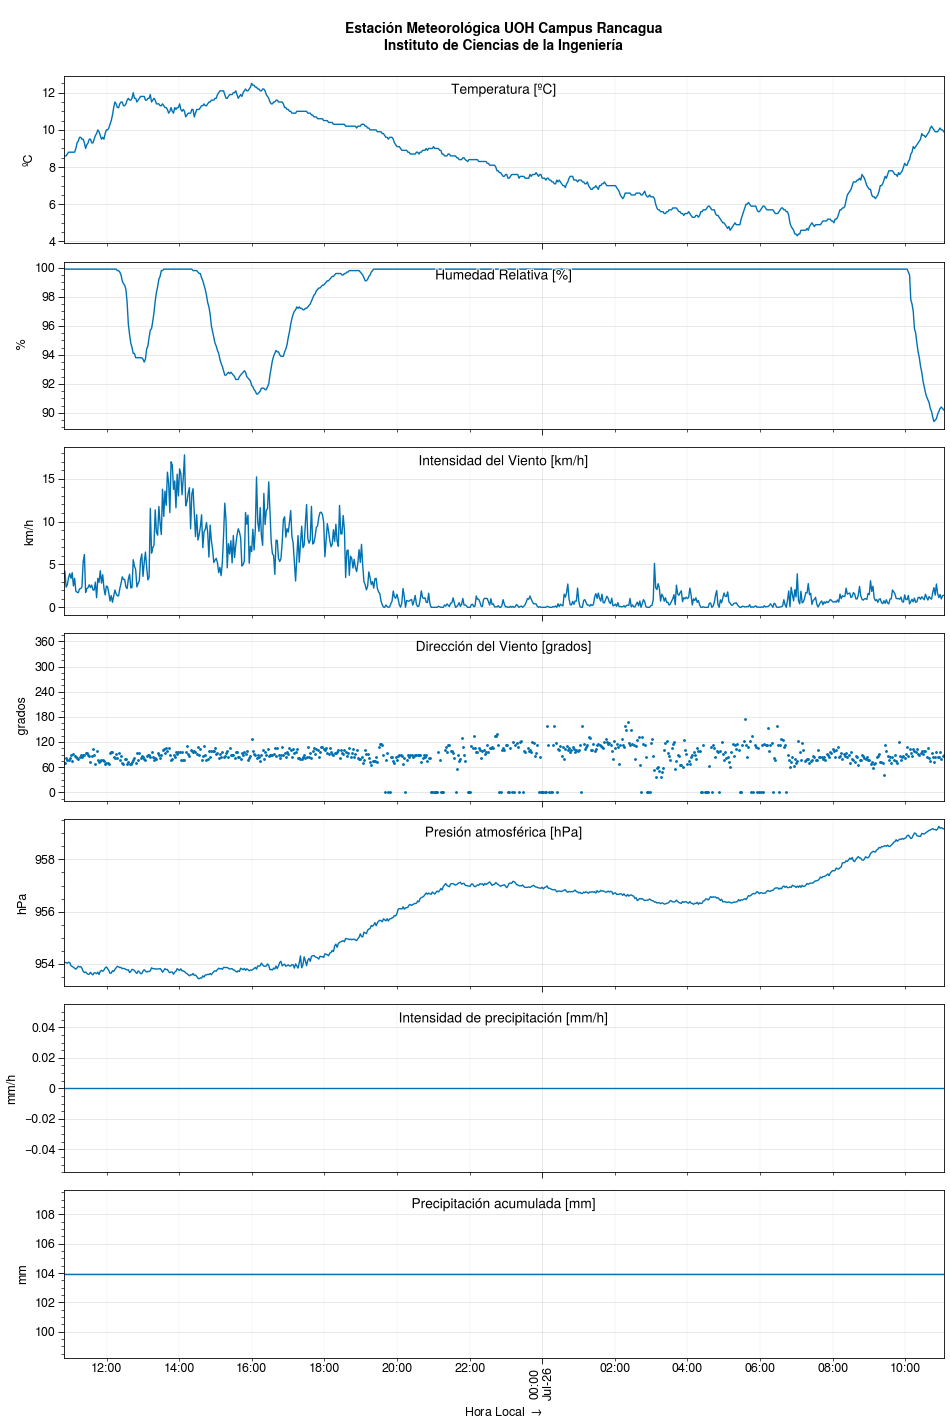 Estación Meteorológica UOH Campus Rancagua
Instituto de Ciencias de la Ingeniería
Temperatura [ºC]
12
10
8
6
4
ºC
Humedad Relativa [%]
100
98
96
94
92
90
%
Intensidad del Viento [km/h]
15
10
5
0
km/h
Dirección del Viento [grados]
360
300
240
180
120
60
0
grados
Presión atmosférica [hPa]
958
956
954
hPa
Intensidad de precipitación [mm/h]
0.04
0.02
0
−0.02
−0.04
mm/h
Precipitación acumulada [mm]
108
106
104
102
100
mm
12:00 14:00 16:00 18:00 20:00 22:00 00:00 02:00 04:00 06:00 08:00 10:00
Jul-26
Hora Local →